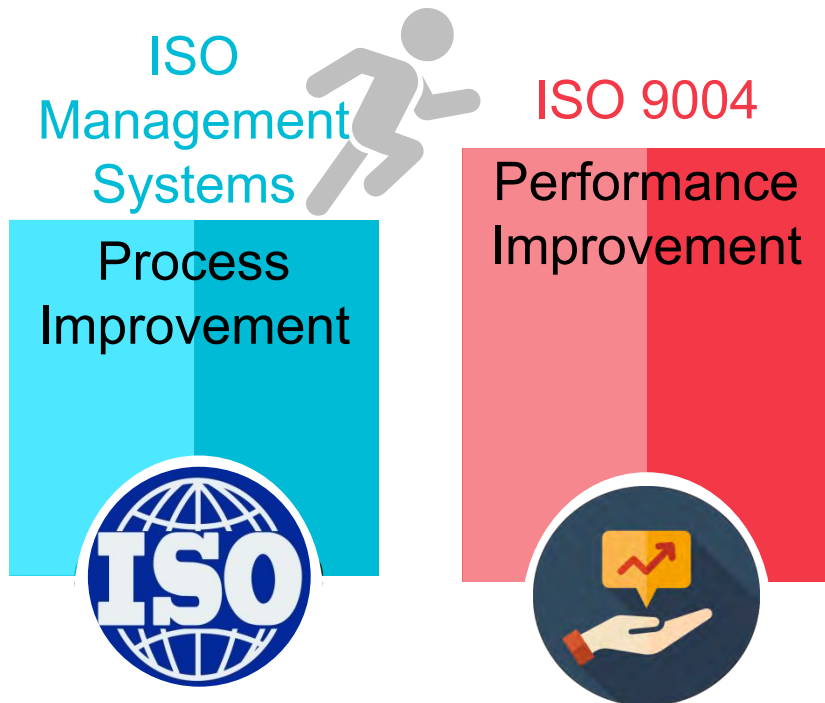 ISO
Management
Systems
Process
Improvement
ISO
ISO 9004
Performance
Improvement